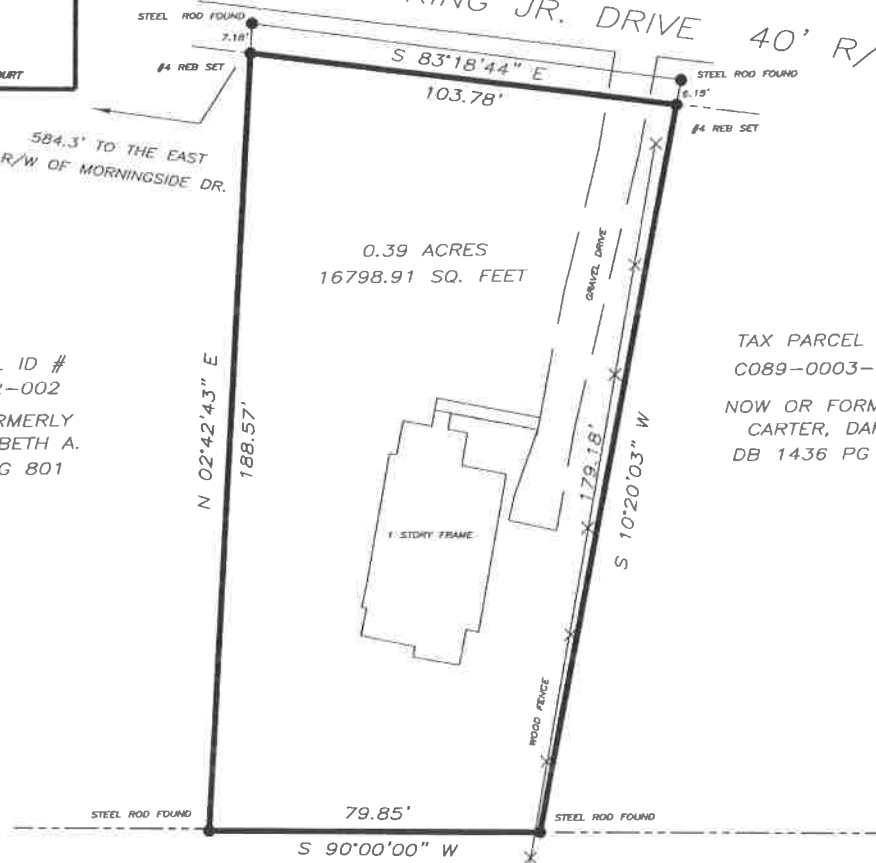 KING JR. DRIVE 40' R/
STEEL ROD FOUND
7.18'
#4 REB SET
S 83°18'44" E
103.78'
STEEL ROD FOUND
6.19'
#4 REB SET
584.3' TO THE EAST
R/W OF MORNINGSIDE DR.
0.39 ACRES
16798.91 SQ. FEET
GRAVEL DRIVE
TAX PARCEL
C089-0003-
NOW OR FORM
CARTER, DA
DB 1436 PG
ID #
-002
RMERLY
BETH A.
G 801
N 02°42'43" E
188.57'
179.18'
S 10°20'03" W
1 STORY FRAME
WOOD FENCE
STEEL ROD FOUND
79.85'
STEEL ROD FOUND
S 90°00'00" W